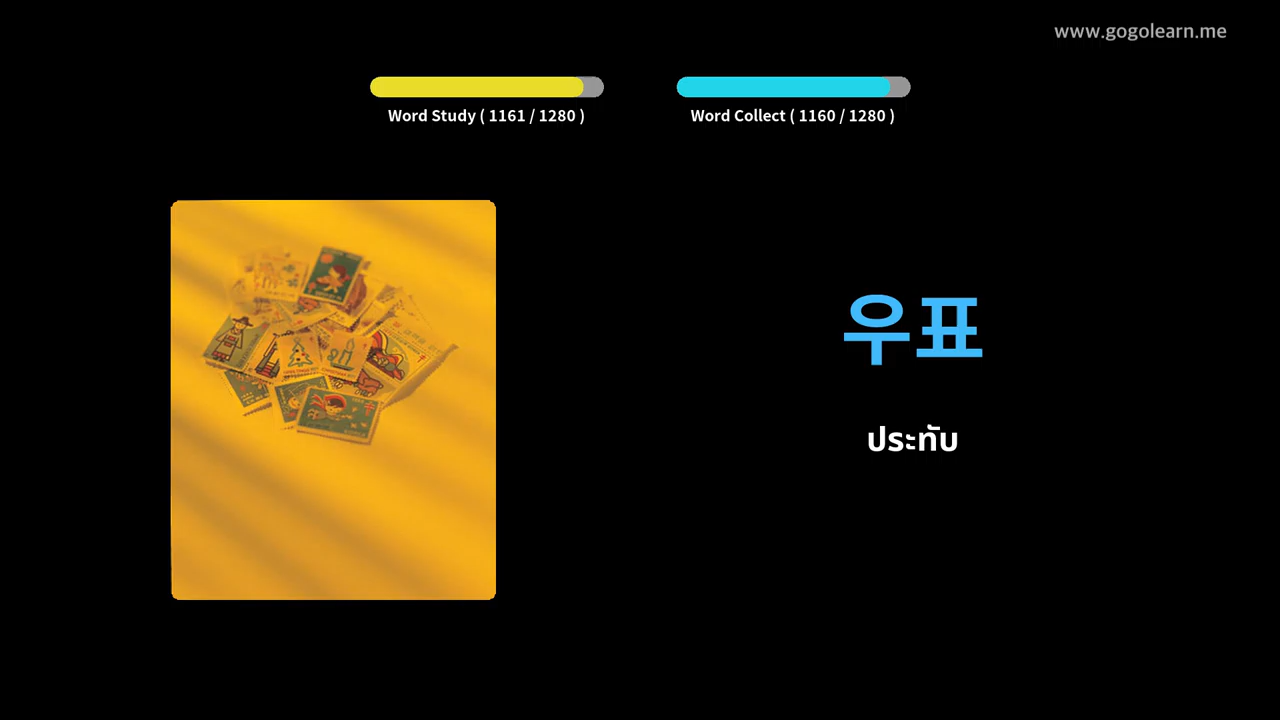 www.gogolearn.me
Word Study ( 1161 / 1280 )
Word Collect ( 1160 / 1280 )
우표
ประทับ